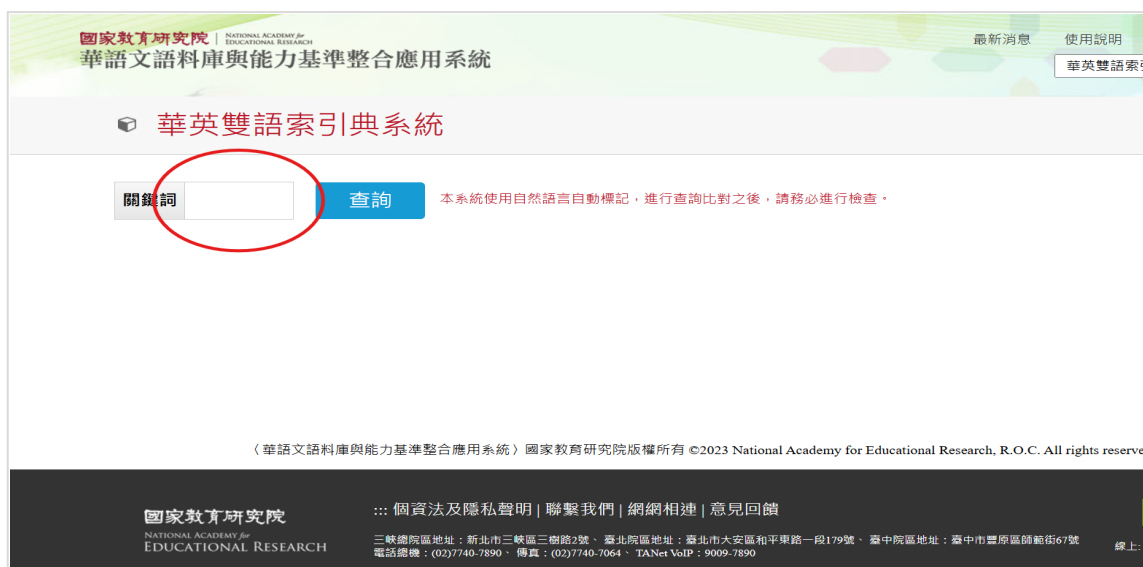 國家教育研究院 | NATIONAL ACADEMY for EDUCATIONAL RESEARCH
華語文語料庫與能力基準整合應用系統
最新消息 使用說明
華英雙語索引
華英雙語索引典系統
關鍵詞 查詢 本系統使用自然語言自動標記，進行查詢比對之後，請務必進行檢查。
〈華語文語料庫與能力基準整合應用系統〉國家教育研究院版權所有 ©2023 National Academy for Educational Research, R.O.C. All rights reserve
國家教育研究院
NATIONAL ACADEMY for
EDUCATIONAL RESEARCH
::: 個資法及隱私聲明 | 聯繫我們 | 網網相連 | 意見回饋
三峽總院區地址：新北市三峽區三樹路2號、 臺北院區地址：臺北市大安區和平東路一段179號、 臺中院區地址：臺中市豐原區師範街67號
電話總機：(02)7740-7890、 傳真：(02)7740-7064、 TANet VoIP：9009-7890
線上: